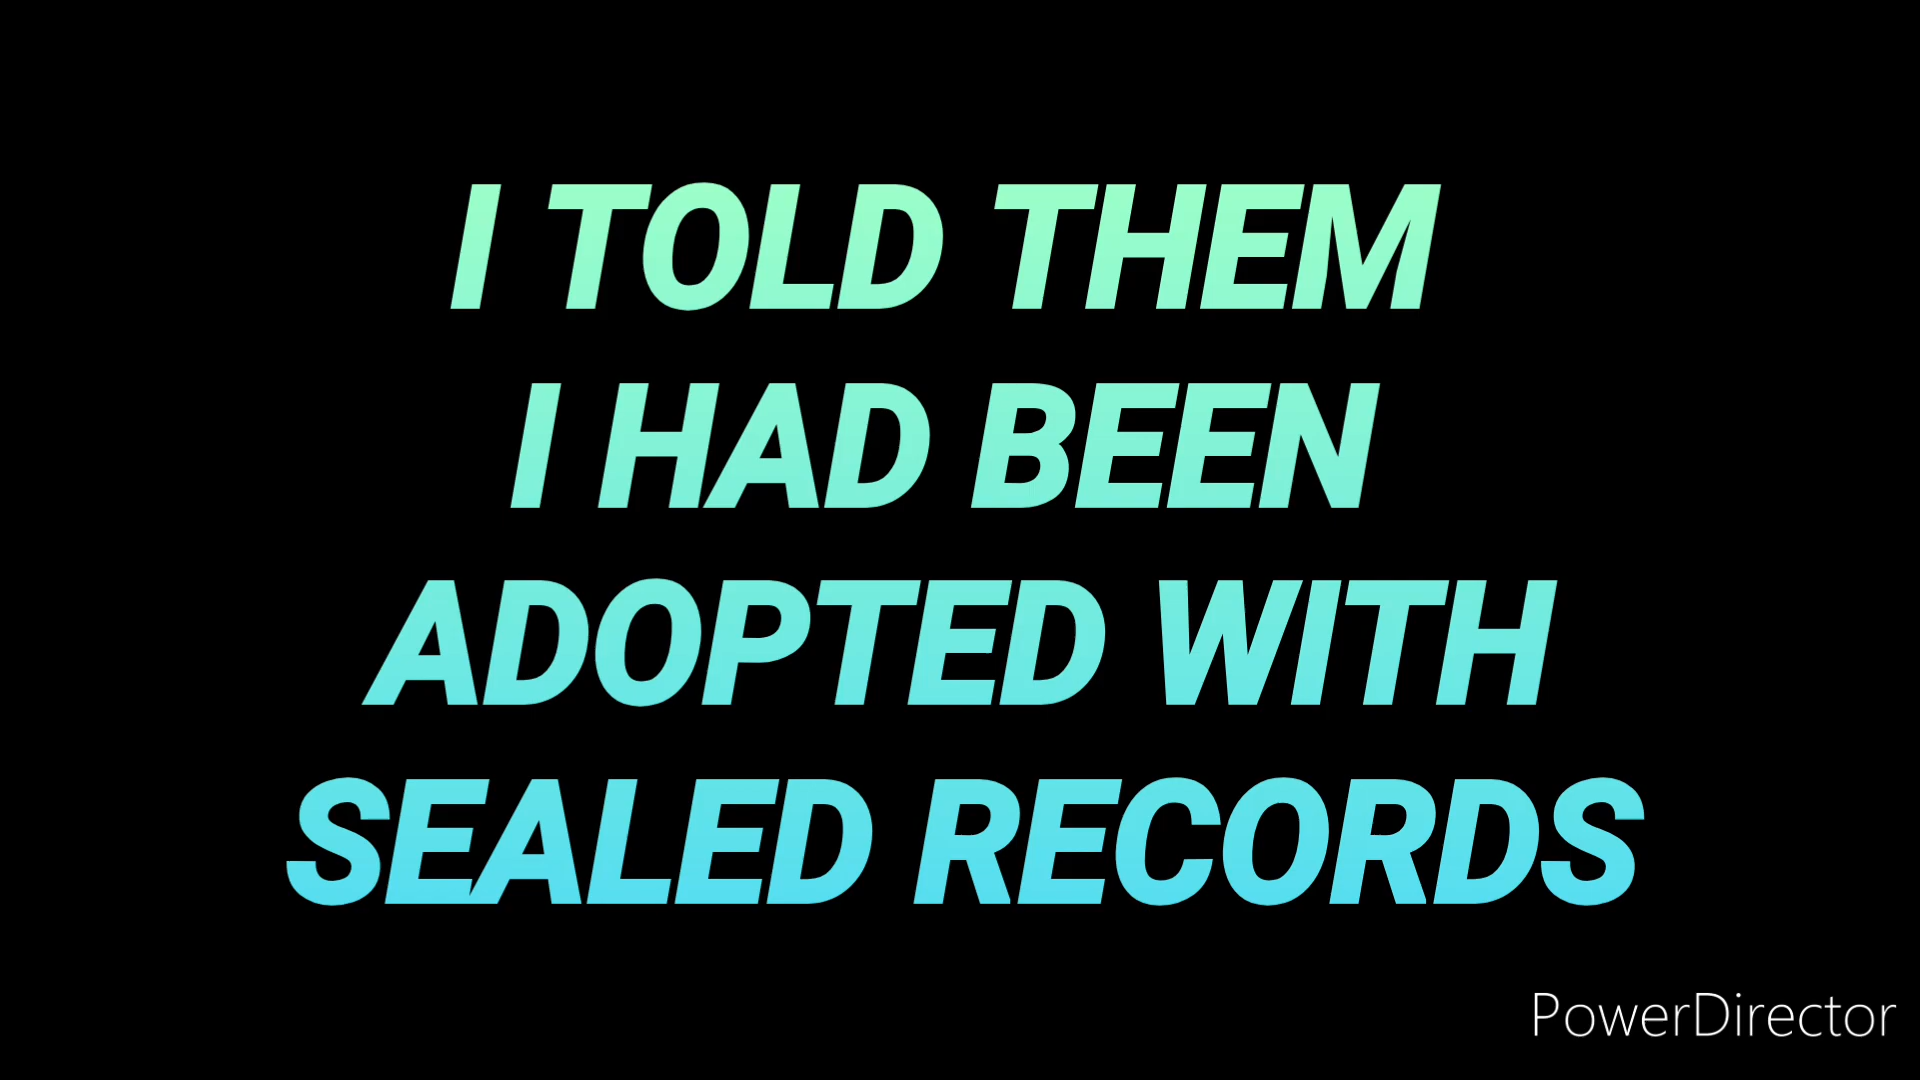 I TOLD THEM
I HAD BEEN
ADOPTED WITH
SEALED RECORDS
PowerDirector